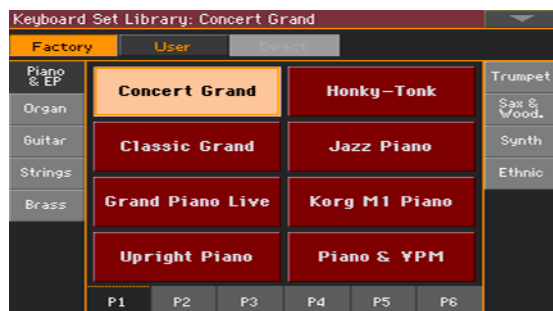 Keyboard Set Library: Concert Grand
Factory
User
Direct
Piano
& EP
Organ
Guitar
Strings
Brass
Concert Grand
Honky-Tonk
Classic Grand
Jazz Piano
Grand Piano Live
Korg M1 Piano
Upright Piano
Piano & VPM
Trumpet
Sax &
Wood.
Synth
Ethnic
P1
P2
P3
P4
P5
P6